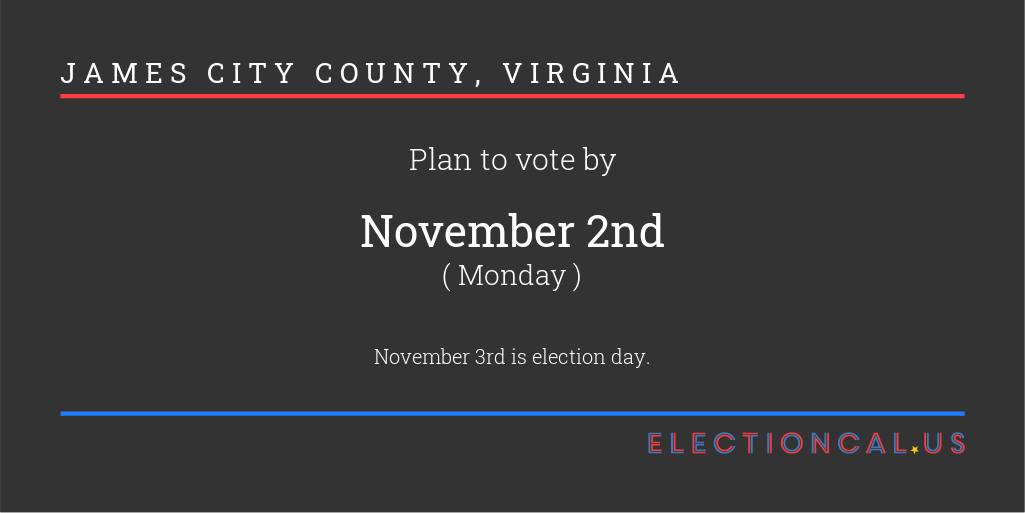 JAMES CITY COUNTY, VIRGINIA
Plan to vote by
November 2nd
( Monday )
November 3rd is election day.
ELECTIONCAL.US